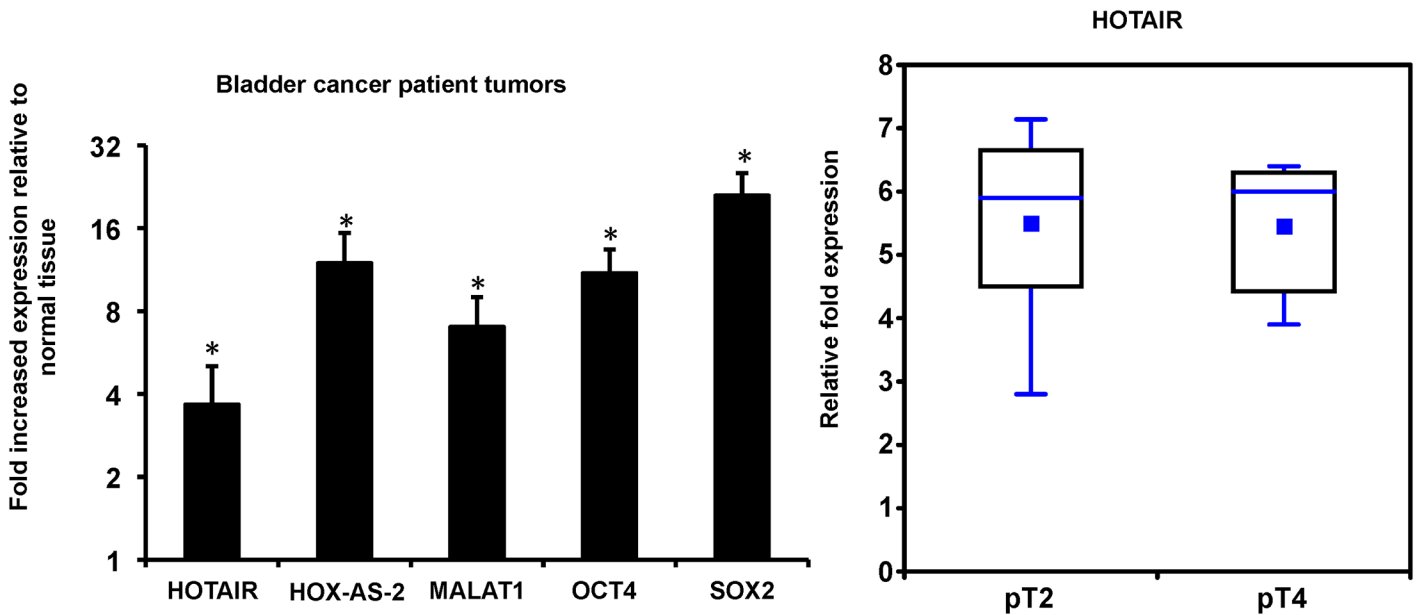 Bladder cancer patient tumors
Fold increased expression relative to
normal tissue
32
16
8
4
2
1
*
*
*
*
*
HOTAIR
HOX-AS-2
MALAT1
OCT4
SOX2
HOTAIR
Relative fold expression
8
7
6
5
4
3
2
1
0
pT2
pT4